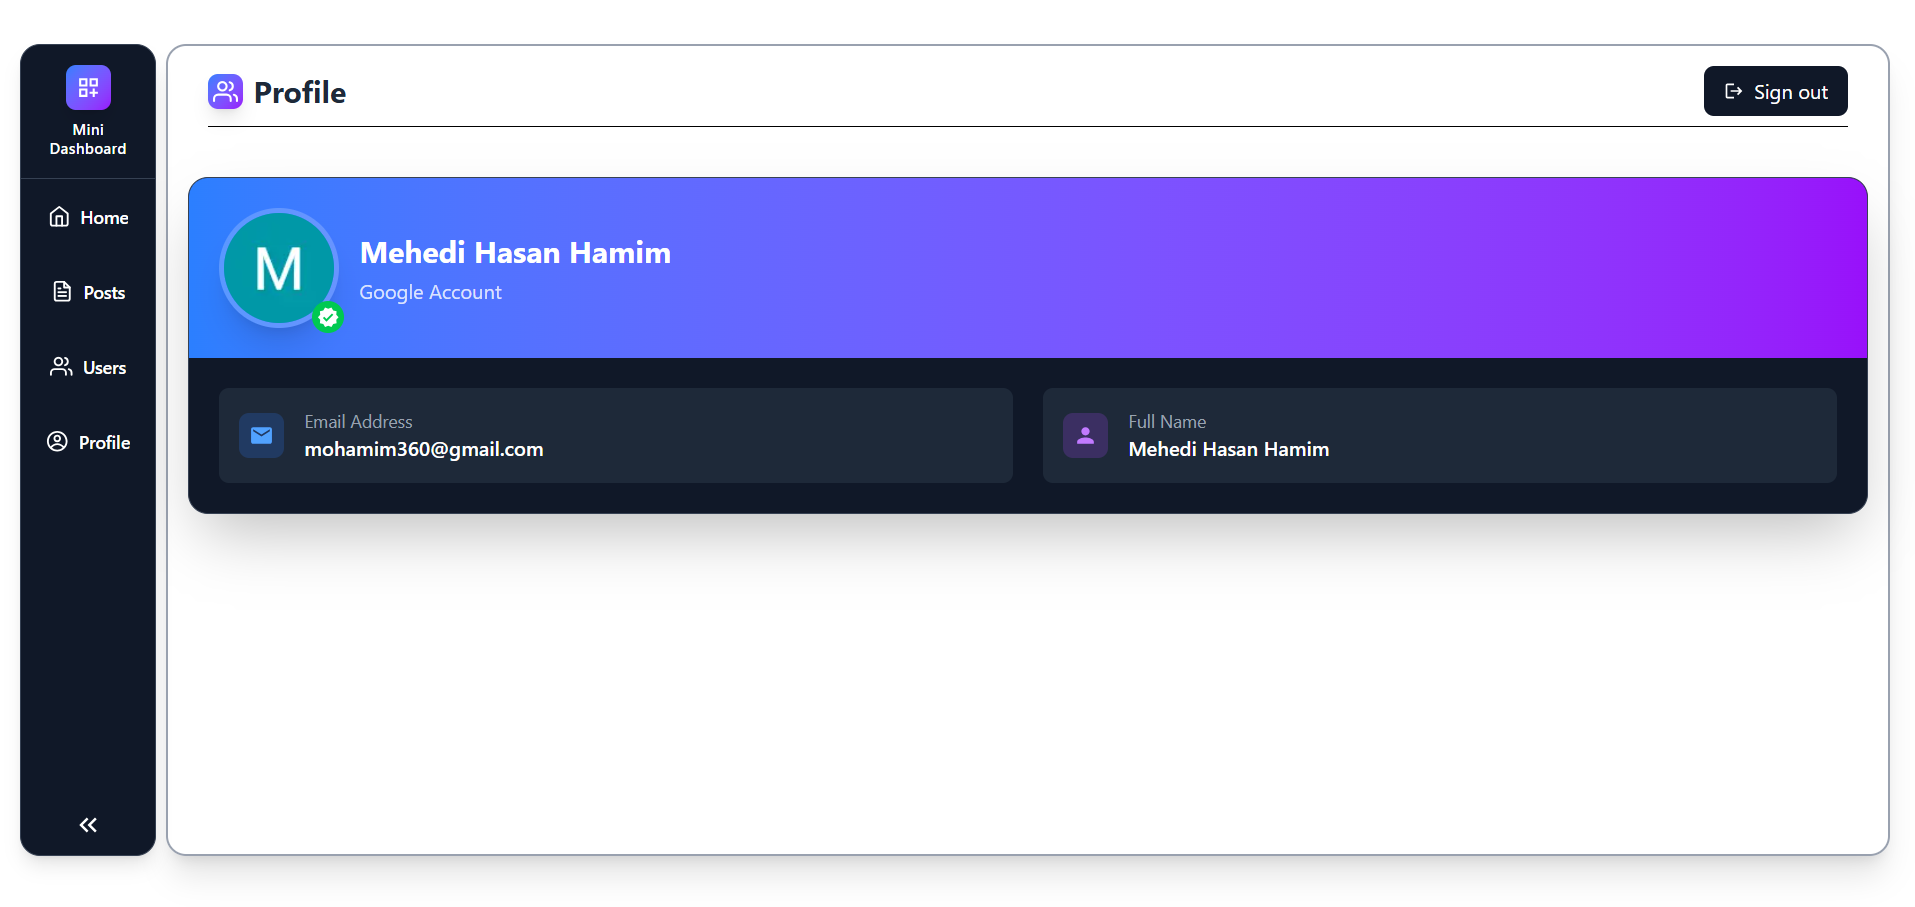 Mini
Dashboard
Home
Posts
Users
Profile
Profile
Sign out
M
Mehedi Hasan Hamim
Google Account
Email Address
mohamim360@gmail.com
Full Name
Mehedi Hasan Hamim